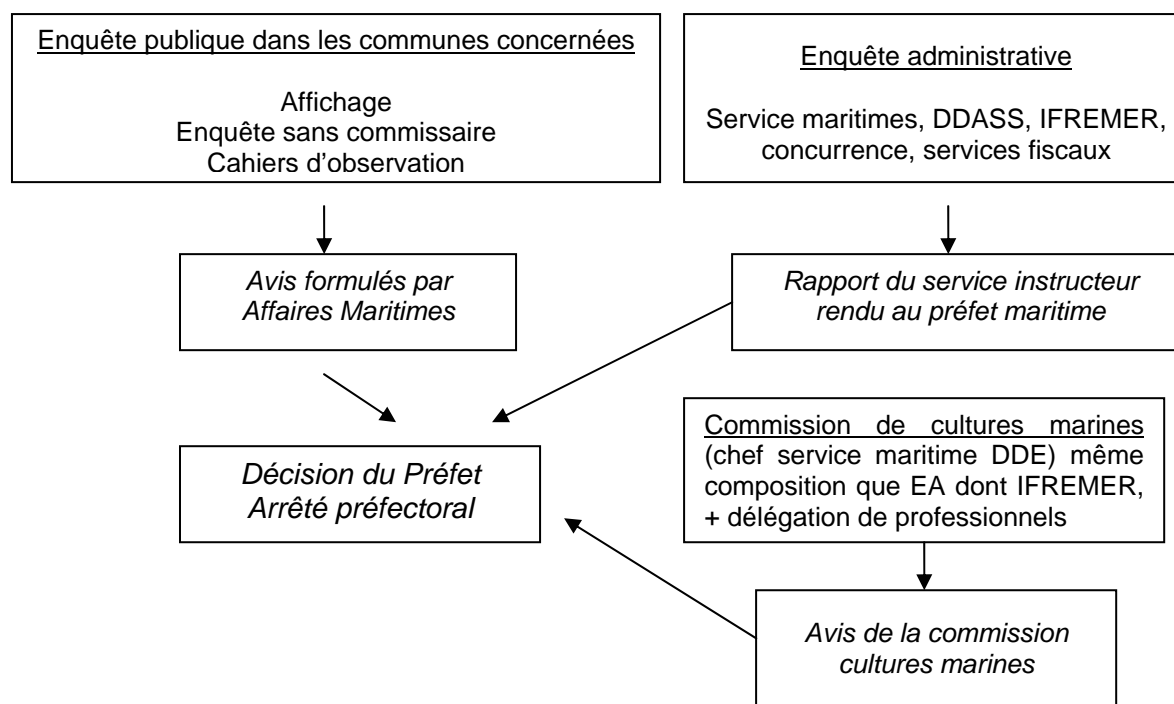 Enquête publique dans les communes concernées
Affichage
Enquête sans commissaire
Cahiers d'observation
Enquête administrative
Service maritimes, DDASS, IFREMER,
concurrence, services fiscaux
Avis formulés par
Affaires Maritimes
Rapport du service instructeur
rendu au préfet maritime
Décision du Préfet
Arrêté préfectoral
Commission de cultures marines
(chef service maritime DDE) même
composition que EA dont IFREMER,
+ délégation de professionnels
Avis de la commission
cultures marines